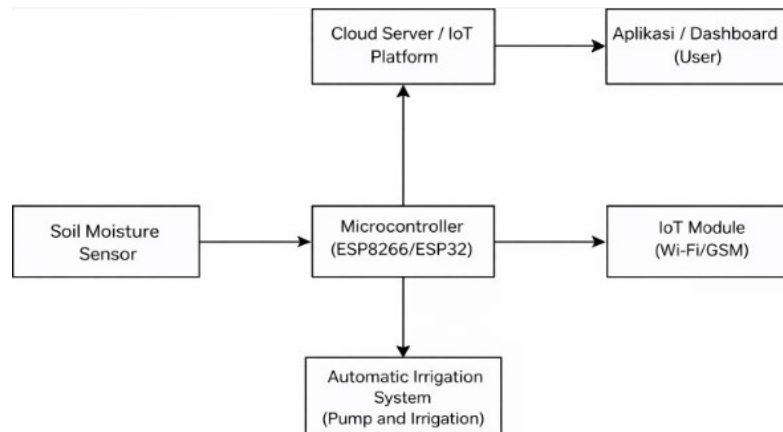 Cloud Server / IoT
Platform
Aplikasi / Dashboard
(User)
Soil Moisture
Sensor
Microcontroller
(ESP8266/ESP32)
IoT Module
(Wi-Fi/GSM)
Automatic Irrigation
System
(Pump and Irrigation)